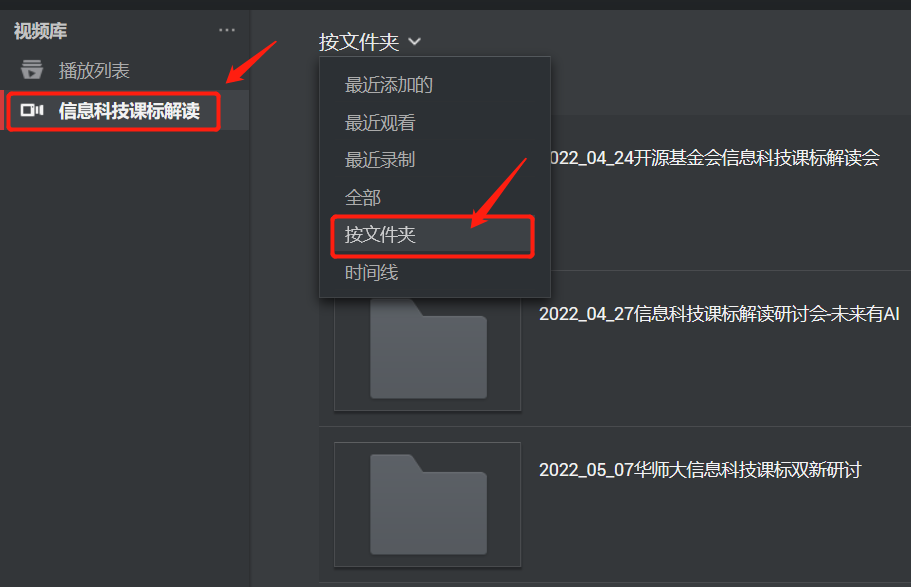 视频库
播放列表
信息科技课标解读
按文件夹
最近添加的
最近观看
最近录制
全部
按文件夹
时间线
022_04_24开源基金会信息科技课标解读会
2022_04_27信息科技课标解读研讨会-未来有AI
2022_05_07华师大信息科技课标双新研讨